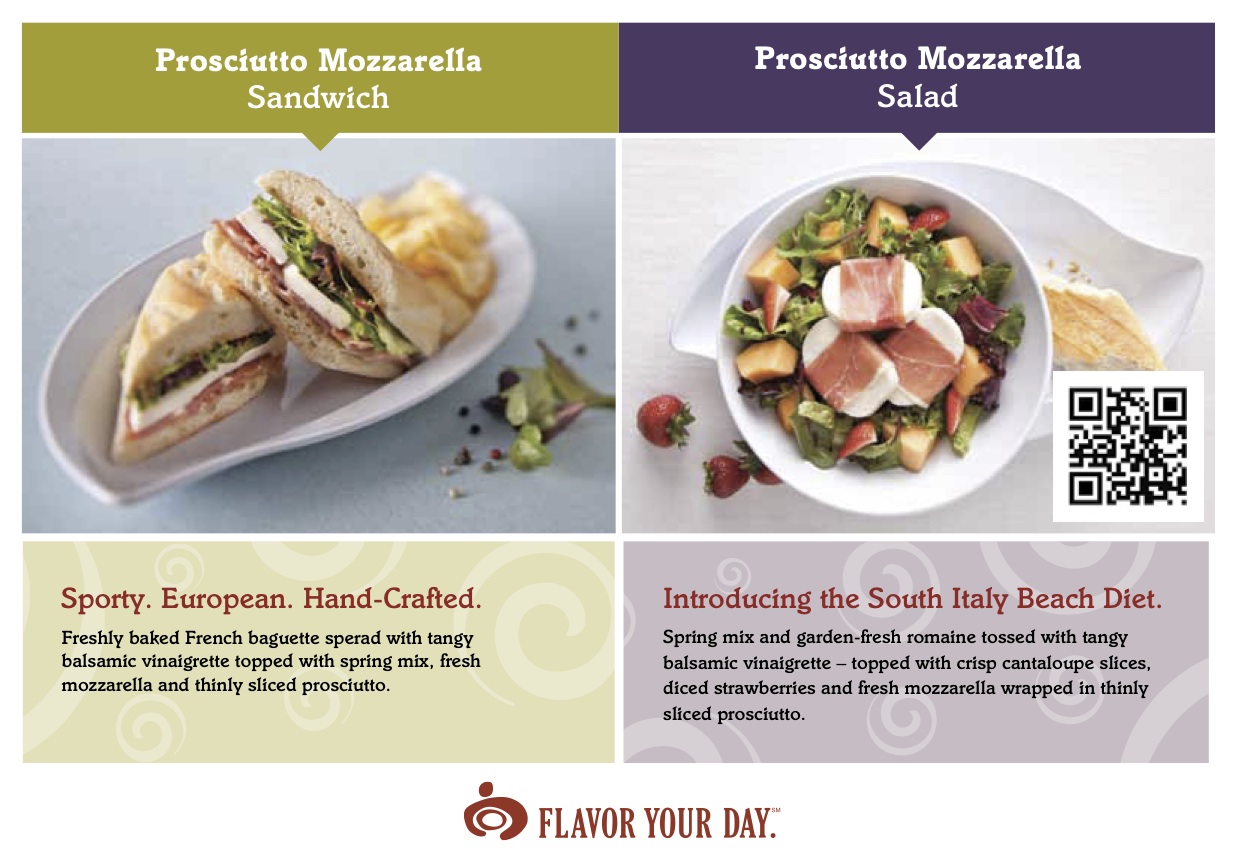 Prosciutto Mozzarella
Sandwich
Prosciutto Mozzarella
Salad
Sporty. European. Hand-Crafted.
Freshly baked French baguette sperad with tangy
balsamic vinaigrette topped with spring mix, fresh
mozzarella and thinly sliced prosciutto.
Introducing the South Italy Beach Diet.
Spring mix and garden-fresh romaine tossed with tangy
balsamic vinaigrette – topped with crisp cantaloupe slices,
diced strawberries and fresh mozzarella wrapped in thinly
sliced prosciutto.
FLAVOR YOUR DAY.℠